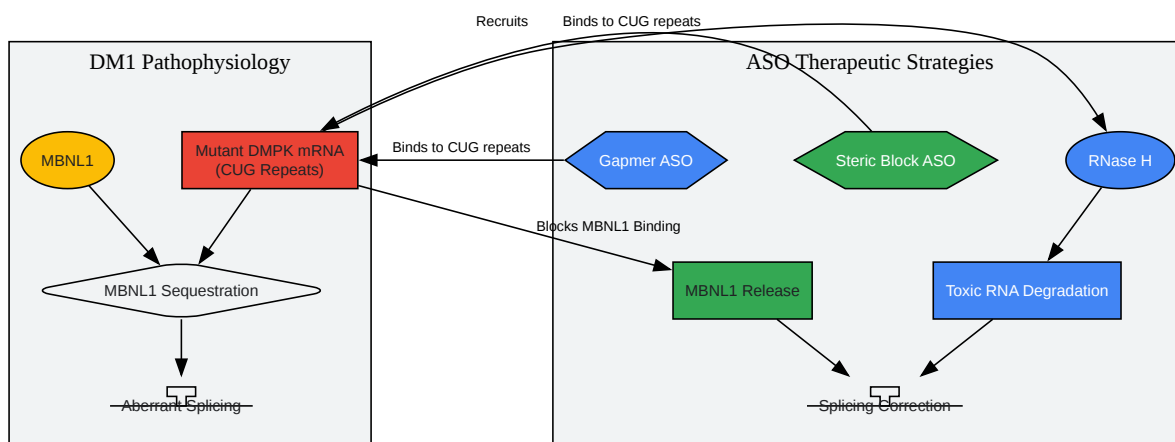 Recruits
Binds to CUG repeats
DM1 Pathophysiology
ASO Therapeutic Strategies
MBNL1
Mutant DMPK mRNA
(CUG Repeats)
Binds to CUG repeats
Gapmer ASO
Steric Block ASO
RNase H
Blocks MBNL1 Binding
MBNL1 Sequestration
MBNL1 Release
Toxic RNA Degradation
Aberrant Splicing
Splicing Correction